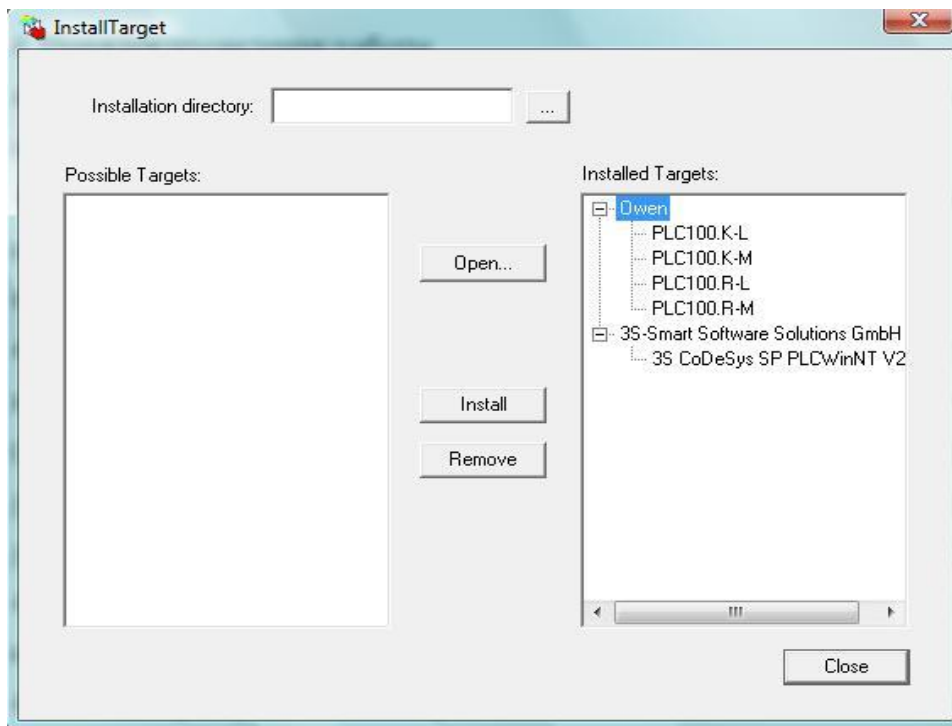 InstallTarget
Installation directory:
...
Possible Targets:
Installed Targets:
Owen
PLC100.K-L
PLC100.K-M
PLC100.R-L
PLC100.R-M
3S-Smart Software Solutions GmbH
3S CoDeSys SP PLCWinNT V2
Open...
Install
Remove
Close